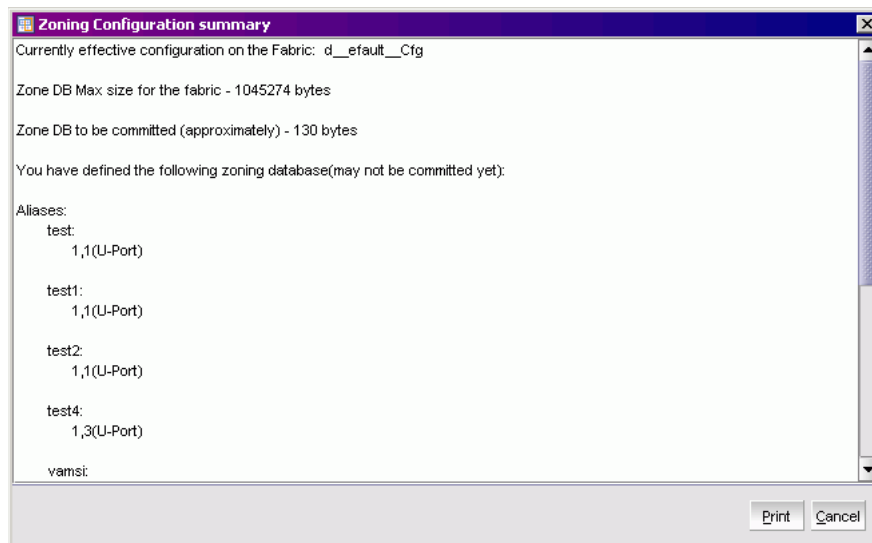 Zoning Configuration summary
Currently effective configuration on the Fabric: d__efault__Cfg
Zone DB Max size for the fabric - 1045274 bytes
Zone DB to be committed (approximately) - 130 bytes
You have defined the following zoning database(may not be committed yet):
Aliases:
test:
1,1(U-Port)
test1:
1,1(U-Port)
test2:
1,1(U-Port)
test4:
1,3(U-Port)
vamsi:
Print Cancel